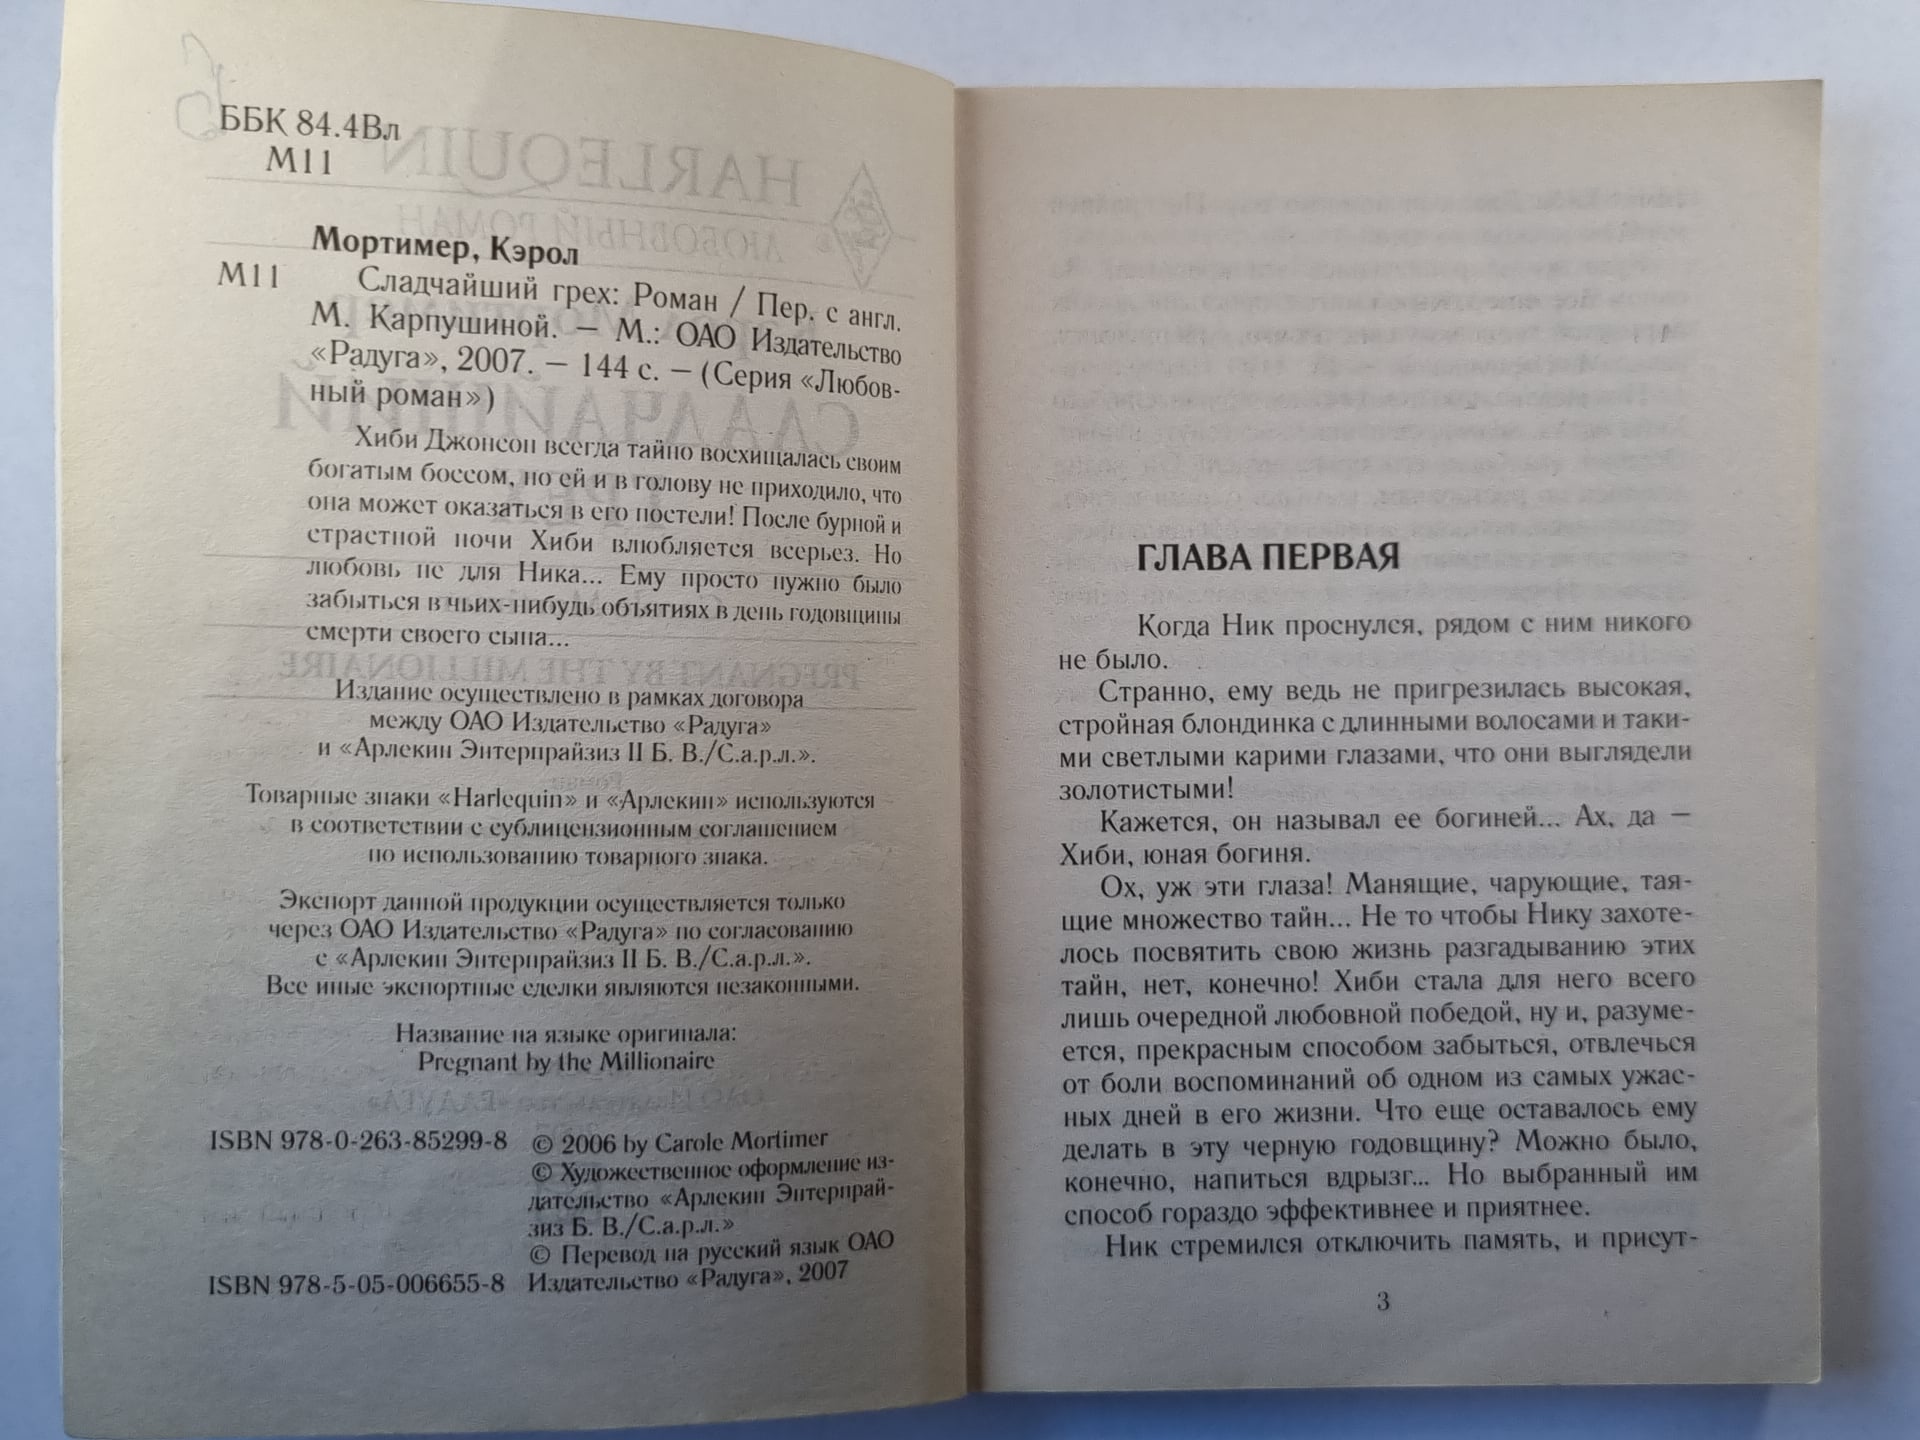 ББК 84.4Вл
М11
Мортимер, Кэрол
М11 Сладчайший грех: Роман / Пер. с англ.
М. Карпушиной. — М.: ОАО Издательство
«Радуга», 2007. — 144 с. — (Серия «Любов-
ный роман»)
Хиби Джонсон всегда тайно восхищалась своим
богатым боссом, но ей и в голову не приходило, что
она может оказаться в его постели! После бурной и
страстной ночи Хиби влюбляется всерьез. Но
любовь не для Ника... Ему просто нужно было
забыться в чьих-нибудь объятиях в день годовщины
смерти своего сына...
Издание осуществлено в рамках договора
между ОАО Издательство «Радуга»
и «Арлекин Энтерпрайзиз II Б. В./С.а.р.л.».
Товарные знаки «Harlequin» и «Арлекин» используются
в соответствии с сублицензионным соглашением
по использованию товарного знака.
Экспорт данной продукции осуществляется только
через ОАО Издательство «Радуга» по согласованию
с «Арлекин Энтерпрайзиз II Б. В./С.а.р.л.».
Все иные экспортные сделки являются незаконными.
Название на языке оригинала:
Pregnant by the Millionaire
ISBN 978-0-263-85299-8 © 2006 by Carole Mortimer
© Художественное оформление из-
дательство «Арлекин Энтерпрай-
зиз Б. В./С.а.р.л.»
© Перевод на русский язык ОАО
ISBN 978-5-05-006655-8 Издательство «Радуга», 2007
ГЛАВА ПЕРВАЯ
Когда Ник проснулся, рядом с ним никого
не было.
Странно, ему ведь не пригрезилась высокая,
стройная блондинка с длинными волосами и таки-
ми светлыми карими глазами, что они выглядели
золотистыми!
Кажется, он называл ее богиней... Ах, да —
Хиби, юная богиня.
Ох, уж эти глаза! Манящие, чарующие, тая-
щие множество тайн... Не то чтобы Нику захоте-
лось посвятить свою жизнь разгадыванию этих
тайн, нет, конечно! Хиби стала для него всего
лишь очередной любовной победой, ну и, разуме-
ется, прекрасным способом забыться, отвлечься
от боли воспоминаний об одном из самых ужас-
ных дней в его жизни. Что еще оставалось ему
делать в эту черную годовщину? Можно было,
конечно, напиться вдрызг... Но выбранный им
способ гораздо эффективнее и приятнее.
Ник стремился отключить память, и присут-
3